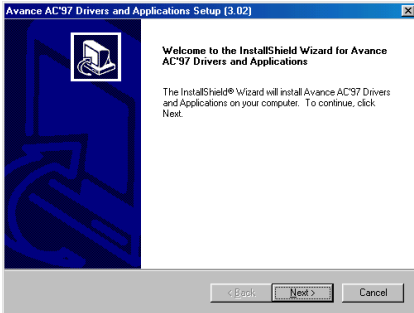 Avance AC'97 Drivers and Applications Setup (3.02)
Welcome to the InstallShield Wizard for Avance
AC'97 Drivers and Applications
The InstallShield® Wizard will install Avance AC'97 Drivers
and Applications on your computer. To continue, click
Next.
< Back
Next >
Cancel